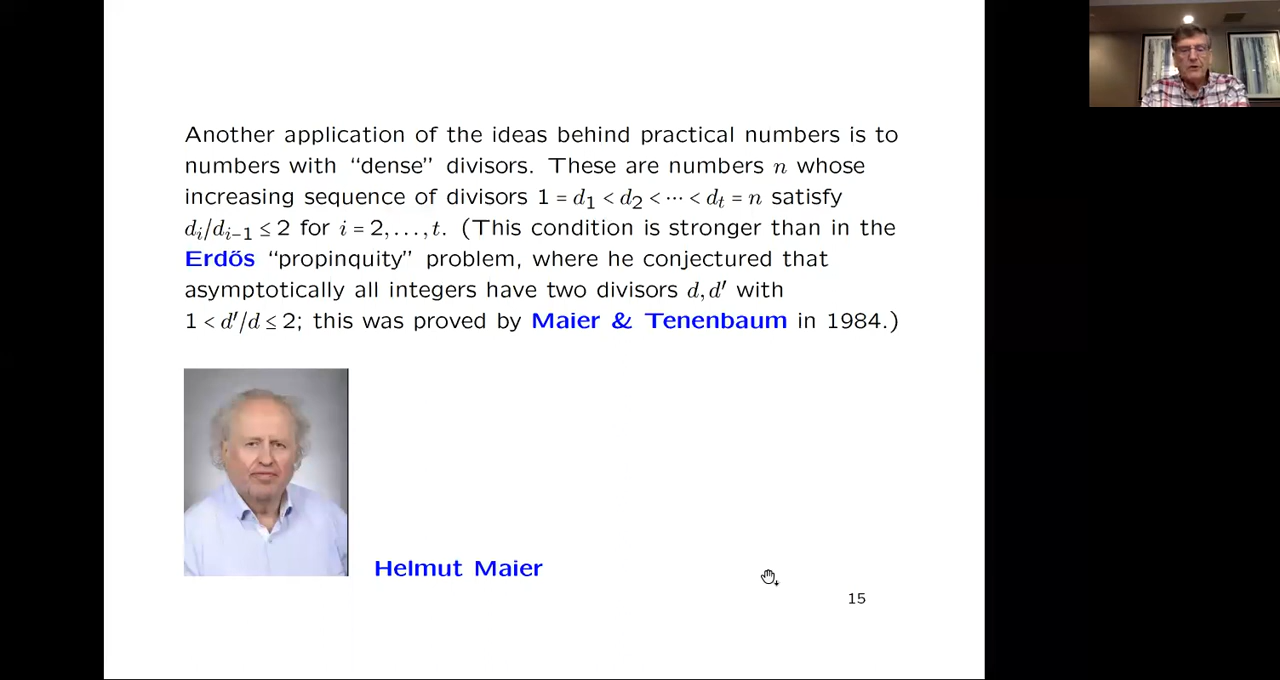 Another application of the ideas behind practical numbers is to
numbers with “dense” divisors. These are numbers n whose
increasing sequence of divisors 1 = d₁ < d₂ < ⋯ < dₜ = n satisfy
dᵢ/dᵢ₋₁ ≤ 2 for i = 2, . . . , t. (This condition is stronger than in the
Erdős “propinquity” problem, where he conjectured that
asymptotically all integers have two divisors d, d′ with
1 < d′/d ≤ 2; this was proved by Maier & Tenenbaum in 1984.)
Helmut Maier
15